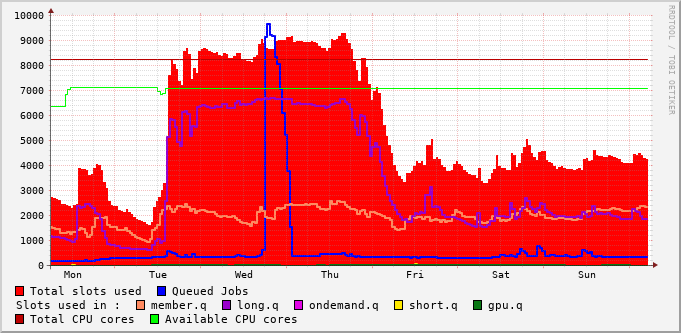 10000
9000
8000
7000
6000
5000
4000
3000
2000
1000
0
Mon Tue Wed Thu Fri Sat Sun
RRDTOOL / TOBI OETIKER
Total slots used Queued Jobs
Slots used in : member.q long.q ondemand.q short.q gpu.q
Total CPU cores Available CPU cores